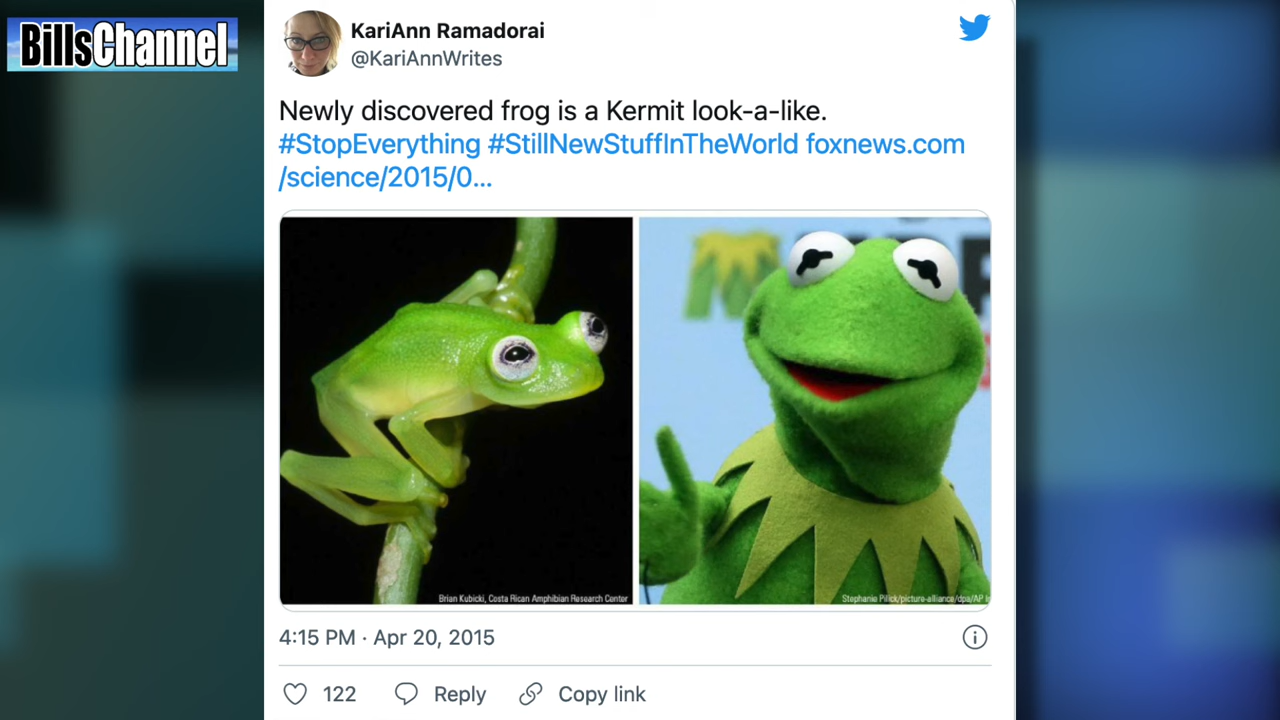 BillsChannel
KariAnn Ramadorai
@KariAnnWrites
Newly discovered frog is a Kermit look-a-like.
#StopEverything #StillNewStuffInTheWorld foxnews.com
/science/2015/0...
Brian Kubicki, Costa Rican Amphibian Research Center
Stephanie Pilick/picture-alliance/dpa/AP
4:15 PM · Apr 20, 2015
122 Reply Copy link